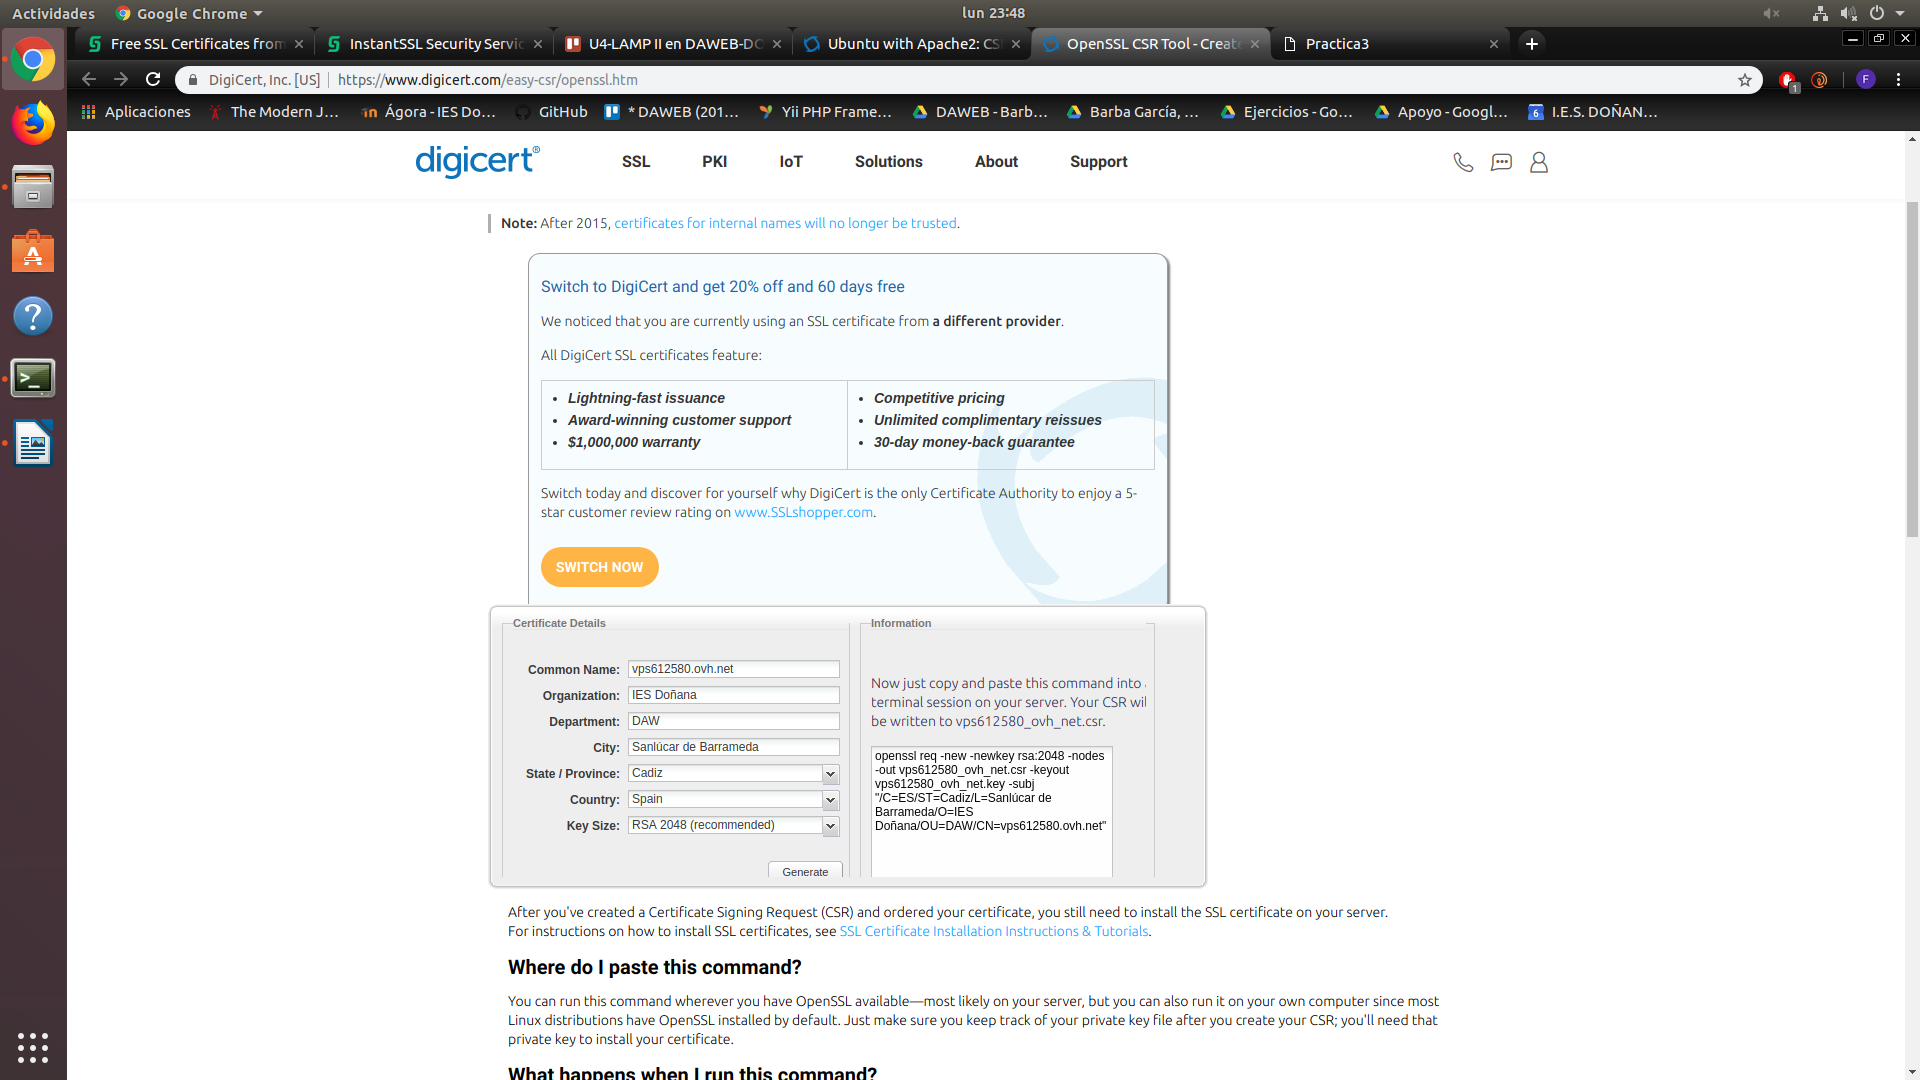 Actividades
Google Chrome
lun 23:48
Free SSL Certificates from
InstantSSL Security Servic
U4-LAMP II en DAWEB-DO
Ubuntu with Apache2: CS
OpenSSL CSR Tool - Create
Practica3
DigiCert, Inc. [US]
https://www.digicert.com/easy-csr/openssl.htm
F
1
Aplicaciones
The Modern J...
Ágora - IES Do...
GitHub
* DAWEB (201...
Yii PHP Frame...
DAWEB - Barb...
Barba García, ...
Ejercicios - Go...
Apoyo - Googl...
6
I.E.S. DOÑAN...
digicert®
SSL
PKI
IoT
Solutions
About
Support
Note: After 2015, certificates for internal names will no longer be trusted.
Switch to DigiCert and get 20% off and 60 days free
We noticed that you are currently using an SSL certificate from a different provider.
All DigiCert SSL certificates feature:
• Lightning-fast issuance
• Award-winning customer support
• $1,000,000 warranty
• Competitive pricing
• Unlimited complimentary reissues
• 30-day money-back guarantee
Switch today and discover for yourself why DigiCert is the only Certificate Authority to enjoy a 5-
star customer review rating on www.SSLshopper.com.
SWITCH NOW
Certificate Details
Common Name: vps612580.ovh.net
Organization: IES Doñana
Department: DAW
City: Sanlúcar de Barrameda
State / Province: Cadiz
Country: Spain
Key Size: RSA 2048 (recommended)
Generate
Information
Now just copy and paste this command into
terminal session on your server. Your CSR wil
be written to vps612580_ovh_net.csr.
openssl req -new -newkey rsa:2048 -nodes
-out vps612580_ovh_net.csr -keyout
vps612580_ovh_net.key -subj
"/C=ES/ST=Cadiz/L=Sanlúcar de
Barrameda/O=IES
Doñana/OU=DAW/CN=vps612580.ovh.net"
After you've created a Certificate Signing Request (CSR) and ordered your certificate, you still need to install the SSL certificate on your server.
For instructions on how to install SSL certificates, see SSL Certificate Installation Instructions & Tutorials.
Where do I paste this command?
You can run this command wherever you have OpenSSL available—most likely on your server, but you can also run it on your own computer since most
Linux distributions have OpenSSL installed by default. Just make sure you keep track of your private key file after you create your CSR; you'll need that
private key to install your certificate.
What happens when I run this command?